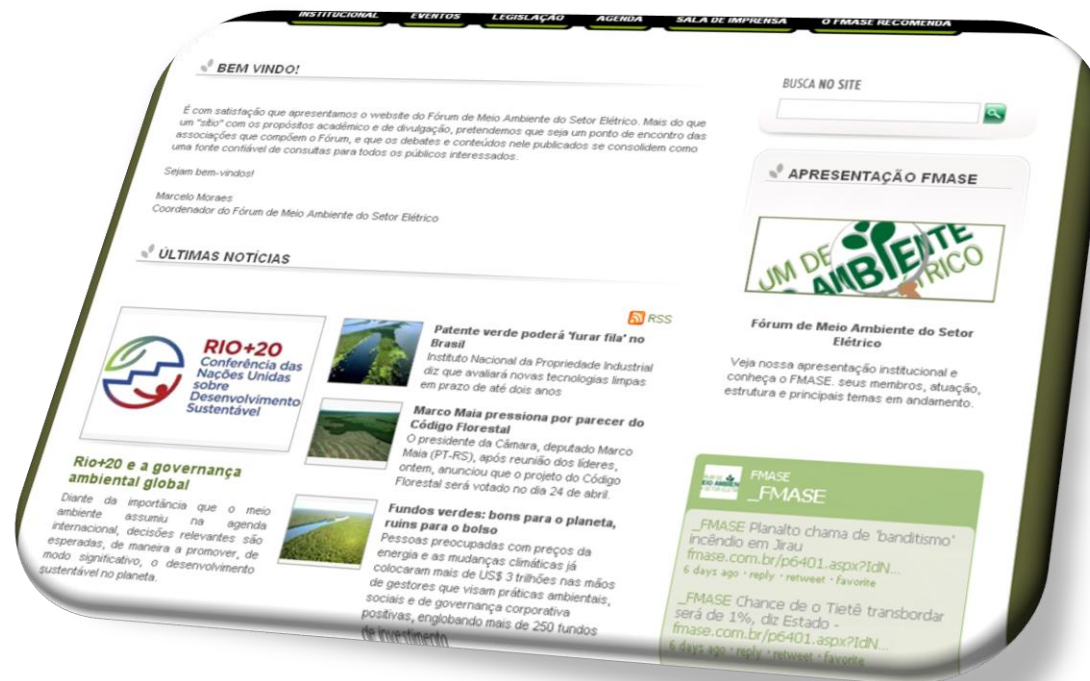 INSTITUCIONAL EVENTOS LEGISLAÇÃO AGENDA SALA DE IMPRENSA O FMASE RECOMENDA
BEM VINDO!
É com satisfação que apresentamos o website do Fórum de Meio Ambiente do Setor Elétrico. Mais do que
um "sítio" com os propósitos acadêmico e de divulgação, pretendemos que seja um ponto de encontro das
associações que compõem o Fórum, e que os debates e conteúdos nele publicados se consolidem como
uma fonte confiável de consultas para todos os públicos interessados.
Sejam bem-vindos!
Marcelo Moraes
Coordenador do Fórum de Meio Ambiente do Setor Elétrico
ÚLTIMAS NOTÍCIAS
RSS
RIO+20
Conferência das
Nações Unidas
sobre
Desenvolvimento
Sustentável
Rio+20 e a governança
ambiental global
Diante da importância que o meio
ambiente assumiu na agenda
internacional, decisões relevantes são
esperadas, de maneira a promover, de
modo significativo, o desenvolvimento
sustentável no planeta.
Patente verde poderá 'furar fila' no
Brasil
Instituto Nacional da Propriedade Industrial
diz que avaliará novas tecnologias limpas
em prazo de até dois anos
Marco Maia pressiona por parecer do
Código Florestal
O presidente da Câmara, deputado Marco
Maia (PT-RS), após reunião dos líderes,
ontem, anunciou que o projeto do Código
Florestal será votado no dia 24 de abril.
Fundos verdes: bons para o planeta,
ruins para o bolso
Pessoas preocupadas com preços da
energia e as mudanças climáticas já
colocaram mais de US$ 3 trilhões nas mãos
de gestores que visam práticas ambientais,
sociais e de governança corporativa
positivas, englobando mais de 250 fundos
de investimento
BUSCA NO SITE
APRESENTAÇÃO FMASE
UM DE
AMBIENTE
ÉTRICO
Fórum de Meio Ambiente do Setor
Elétrico
Veja nossa apresentação institucional e
conheça o FMASE. seus membros, atuação,
estrutura e principais temas em andamento.
FMASE
_FMASE
_FMASE Planalto chama de 'banditismo'
incêndio em Jirau
fmase.com.br/p6401.aspx?IdN...
6 days ago · reply · retweet · favorite
_FMASE Chance de o Tietê transbordar
será de 1%, diz Estado -
fmase.com.br/p6401.aspx?IdN...
6 days ago · reply · retweet · favorite